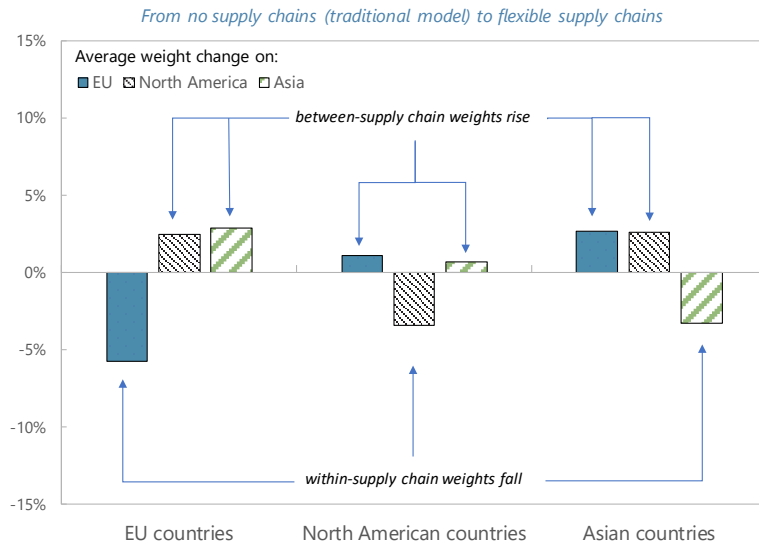 From no supply chains (traditional model) to flexible supply chains
15%
Average weight change on:
EU North America Asia
10%
between-supply chain weights rise
5%
0%
-5%
-10%
within-supply chain weights fall
-15%
EU countries North American countries Asian countries